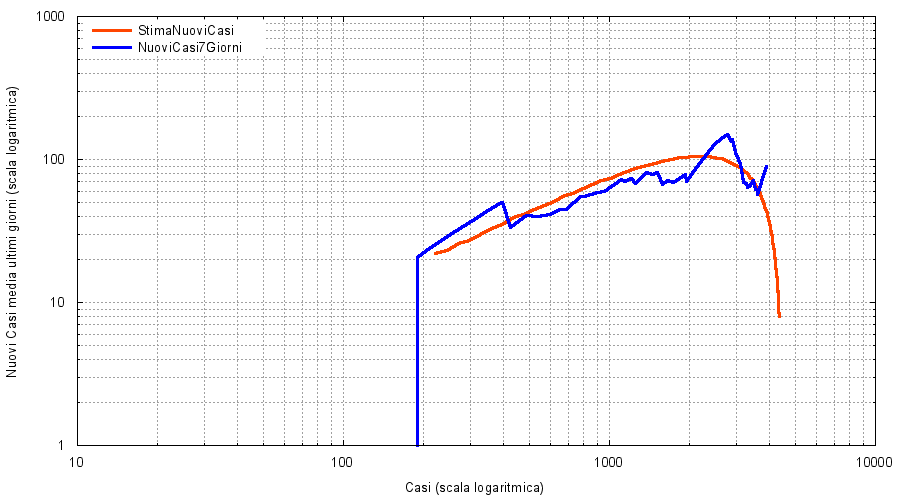 1000
StimaNuoviCasi
NuoviCasi7Giorni
100
10
1
10
100
1000
10000
Nuovi Casi media ultimi giorni (scala logaritmica)
Casi (scala logaritmica)